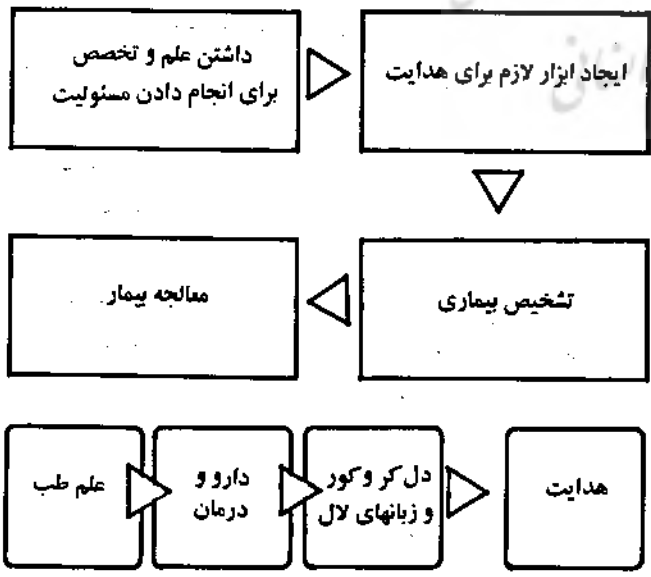 داشتن علم و تخصص
برای انجام دادن مسئولیت
ایجاد ابزار لازم برای هدایت
تشخیص بیماری
معالجه بیمار
علم طب
دارو و
درمان
دل کر و کور
و زبانهای لال
هدایت